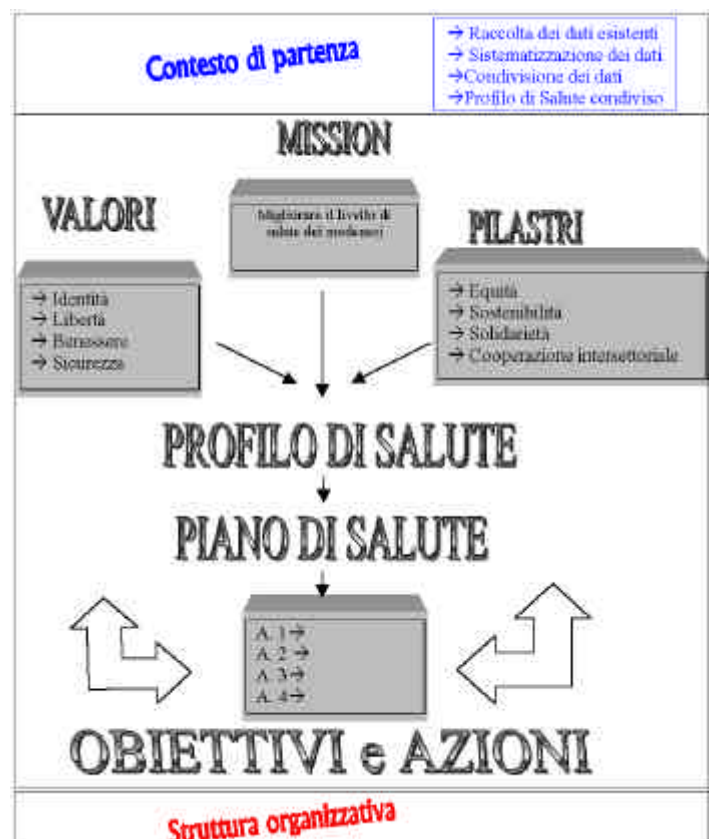 Contesto di partenza
→ Raccolta dei dati esistenti
→ Sistematizzazione dei dati
→Condivisione dei dati
→Profilo di Salute condiviso
MISSION
Migliorare il livello di
salute dei modenesi
VALORI
→ Identità
→ Libertà
→ Benessere
→ Sicurezza
PILASTRI
→ Equità
→ Sostenibilità
→ Solidarietà
→ Cooperazione intersettoriale
PROFILO DI SALUTE
PIANO DI SALUTE
A. 1→
A. 2 →
A. 3→
A. 4→
OBIETTIVI e AZIONI
Struttura organizzativa